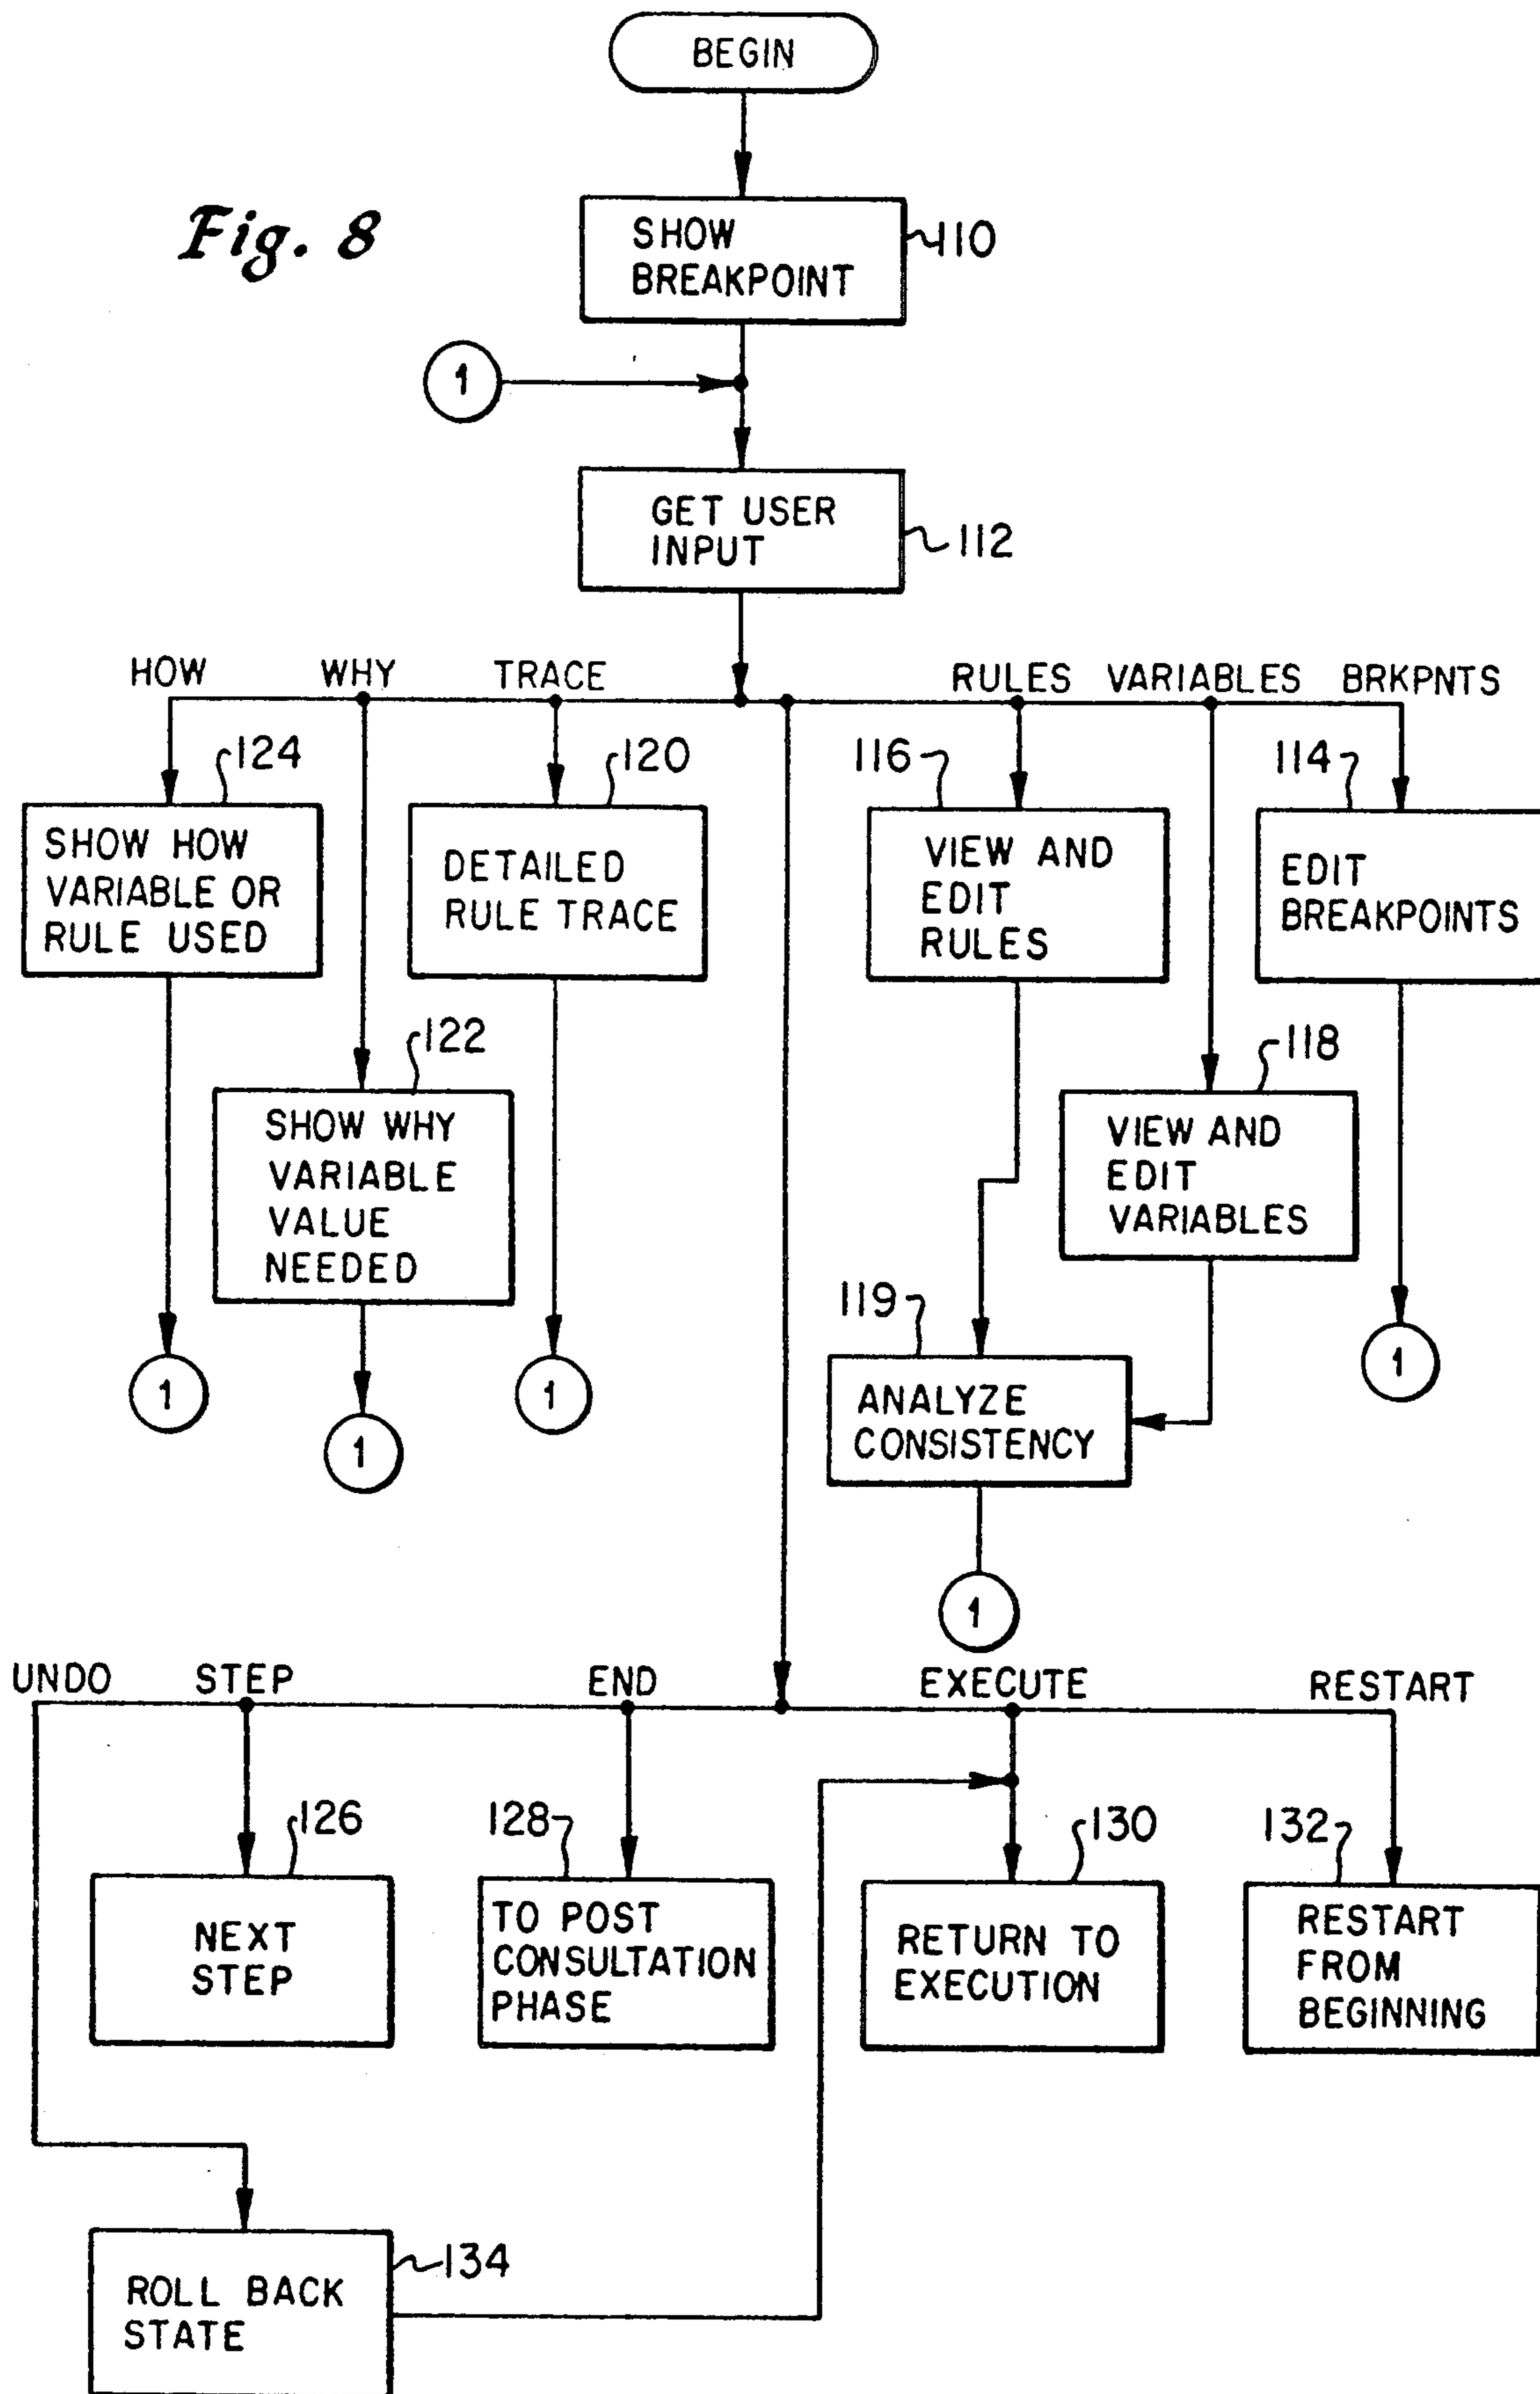 BEGIN
Fig. 8
SHOW
BREAKPOINT
110
1
GET USER
INPUT
112
HOW WHY TRACE RULES VARIABLES BRKPNTS
124 120 116 114
SHOW HOW
VARIABLE OR
RULE USED
DETAILED
RULE TRACE
VIEW AND
EDIT
RULES
EDIT
BREAKPOINTS
122 118
SHOW WHY
VARIABLE
VALUE
NEEDED
VIEW AND
EDIT
VARIABLES
119
1
1
1
1
ANALYZE
CONSISTENCY
1
UNDO STEP END EXECUTE RESTART
126 128 130 132
NEXT
STEP
TO POST
CONSULTATION
PHASE
RETURN TO
EXECUTION
RESTART
FROM
BEGINNING
134
ROLL BACK
STATE